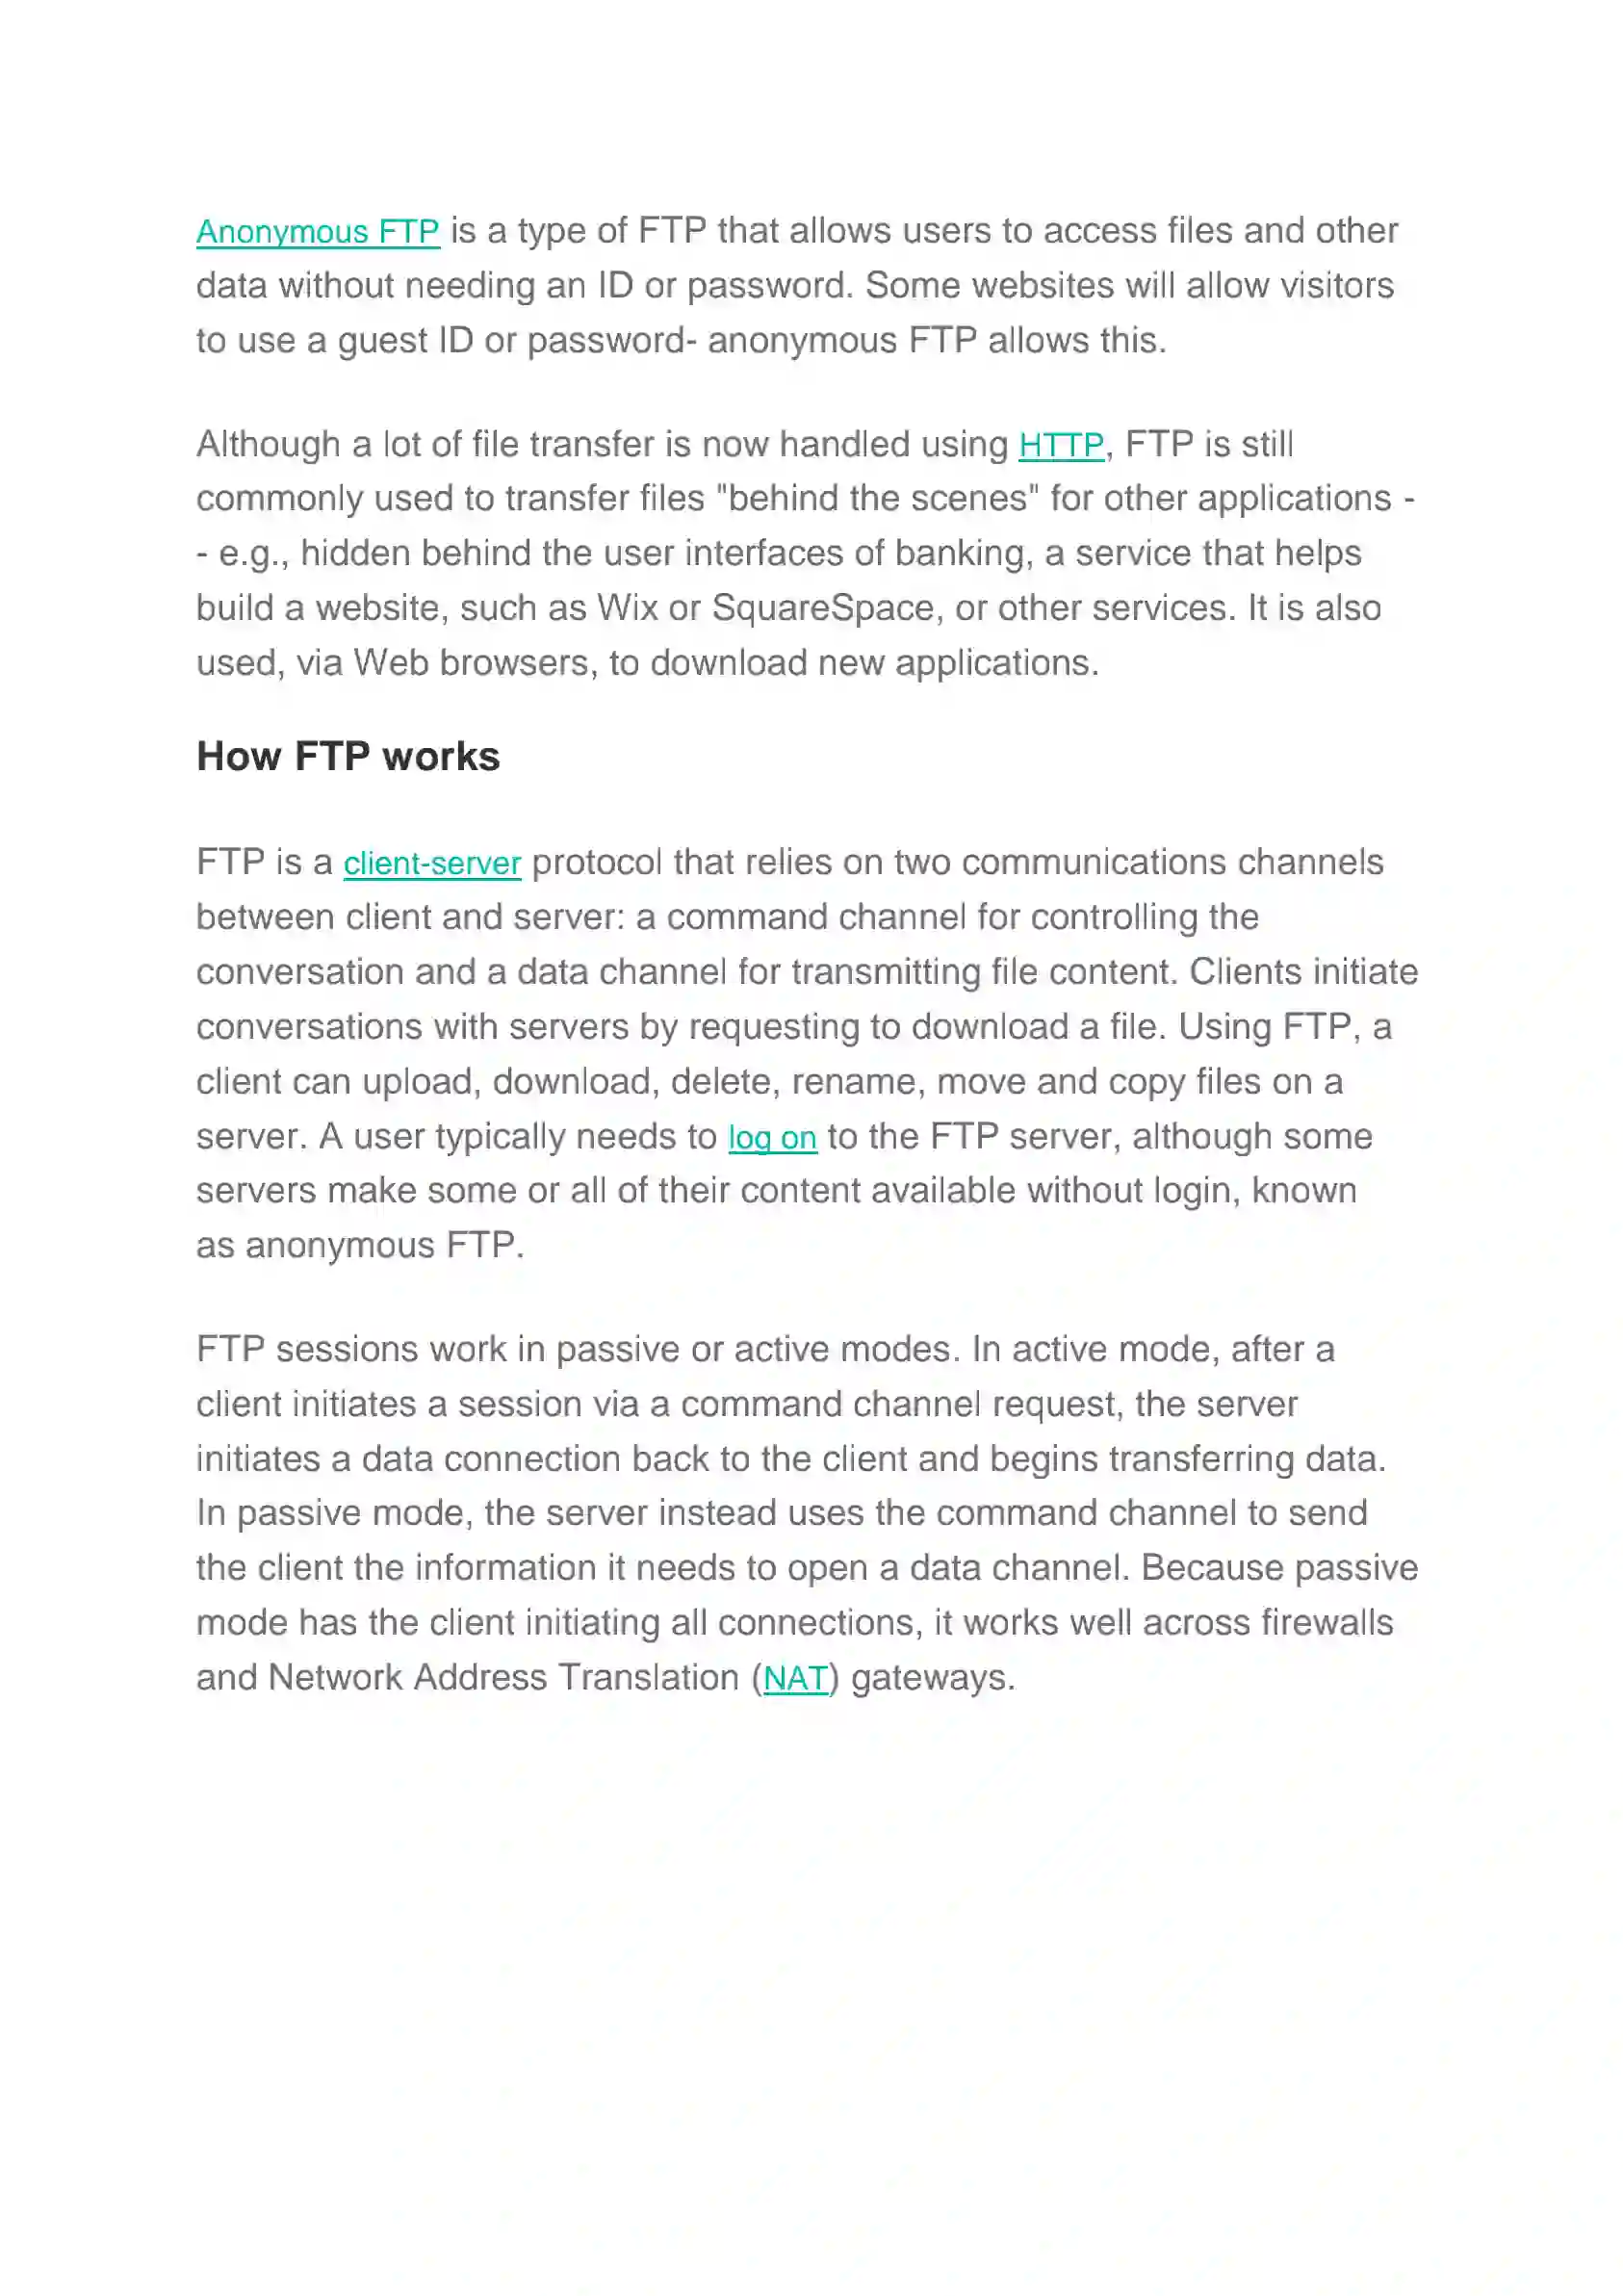 Anonymous FTP is a type of FTP that allows users to access files and other
data without needing an ID or password. Some websites will allow visitors
to use a guest ID or password- anonymous FTP allows this.
Although a lot of file transfer is now handled using HTTP, FTP is still
commonly used to transfer files "behind the scenes" for other applications -
- e.g., hidden behind the user interfaces of banking, a service that helps
build a website, such as Wix or SquareSpace, or other services. It is also
used, via Web browsers, to download new applications.
How FTP works
FTP is a client-server protocol that relies on two communications channels
between client and server: a command channel for controlling the
conversation and a data channel for transmitting file content. Clients initiate
conversations with servers by requesting to download a file. Using FTP, a
client can upload, download, delete, rename, move and copy files on a
server. A user typically needs to log on to the FTP server, although some
servers make some or all of their content available without login, known
as anonymous FTP.
FTP sessions work in passive or active modes. In active mode, after a
client initiates a session via a command channel request, the server
initiates a data connection back to the client and begins transferring data.
In passive mode, the server instead uses the command channel to send
the client the information it needs to open a data channel. Because passive
mode has the client initiating all connections, it works well across firewalls
and Network Address Translation (NAT) gateways.